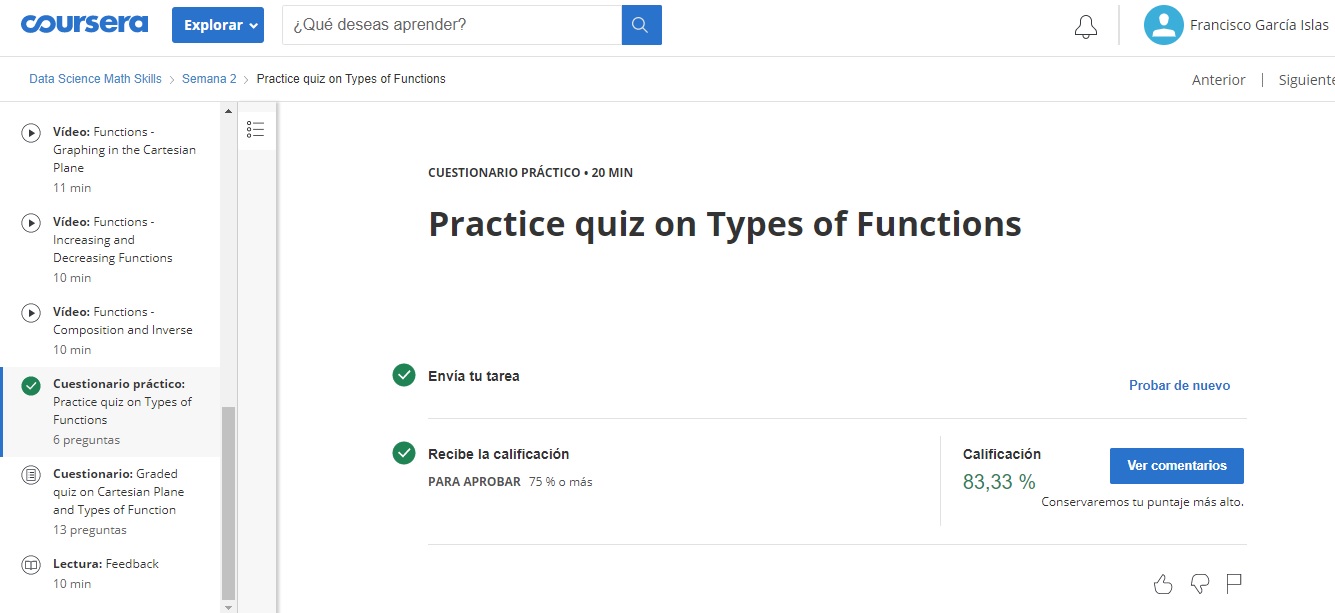 coursera
Explorar
¿Qué deseas aprender?
Francisco García Islas
Data Science Math Skills > Semana 2 > Practice quiz on Types of Functions
Anterior | Siguiente
Vídeo: Functions -
Graphing in the Cartesian
Plane
11 min
Vídeo: Functions -
Increasing and
Decreasing Functions
10 min
Vídeo: Functions -
Composition and Inverse
10 min
Cuestionario práctico:
Practice quiz on Types of
Functions
6 preguntas
Cuestionario: Graded
quiz on Cartesian Plane
and Types of Function
13 preguntas
Lectura: Feedback
10 min
CUESTIONARIO PRÁCTICO • 20 MIN
Practice quiz on Types of Functions
Envía tu tarea
Probar de nuevo
Recibe la calificación
PARA APROBAR 75 % o más
Calificación
83,33 %
Ver comentarios
Conservaremos tu puntaje más alto.